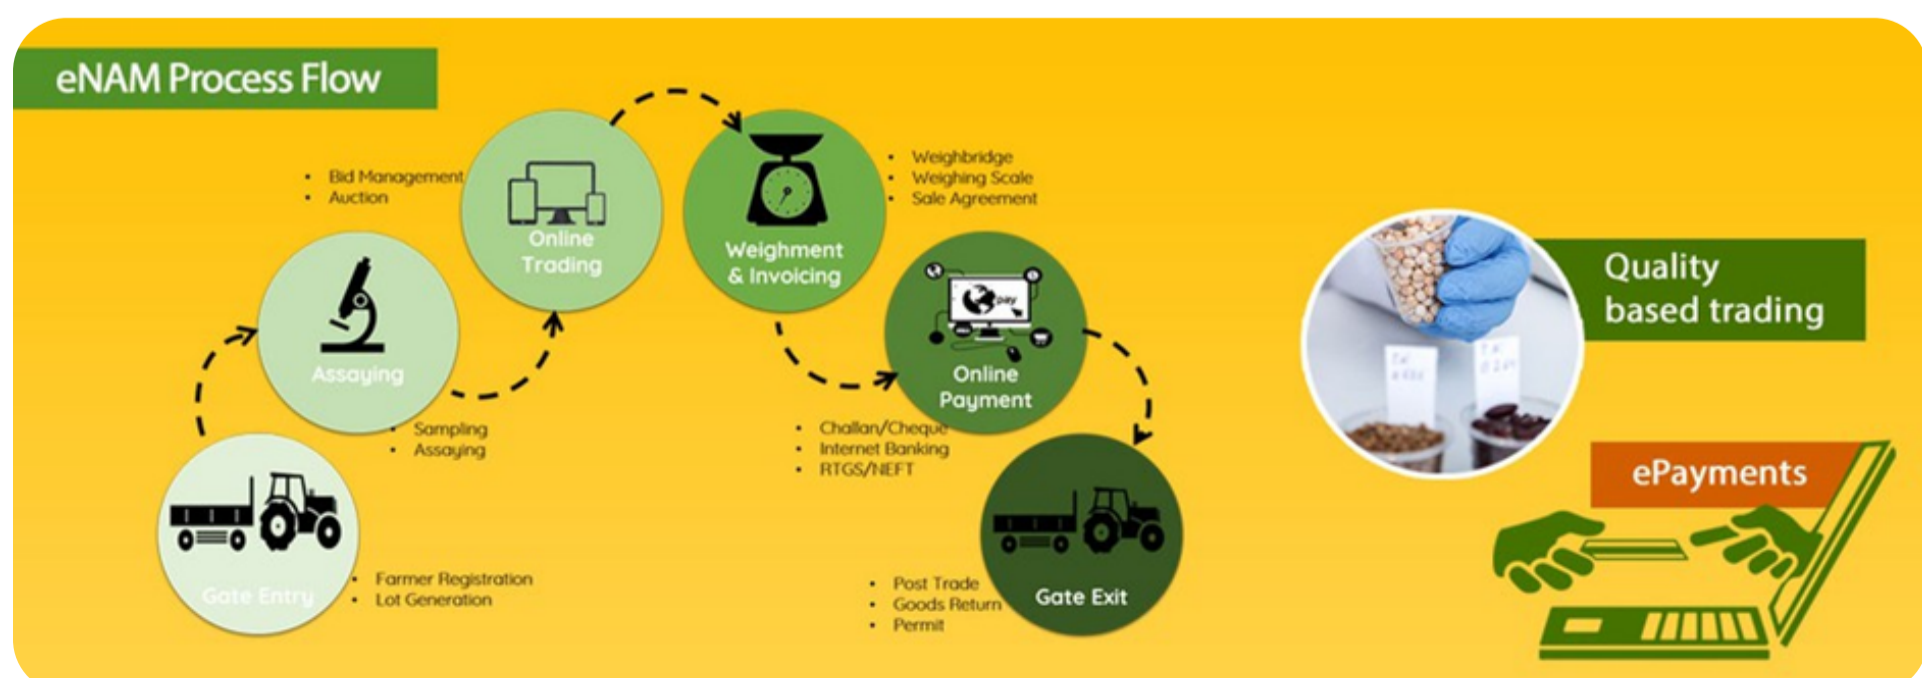 eNAM Process Flow
Gate Entry
• Farmer Registration
• Lot Generation
Assaying
• Sampling
• Assaying
Online
Trading
• Bid Management
• Auction
Weighment
& Invoicing
• Weighbridge
• Weighing Scale
• Sale Agreement
pay
Online
Payment
• Challan/Cheque
• Internet Banking
• RTGS/NEFT
Gate Exit
• Post Trade
• Goods Return
• Permit
Quality
based trading
ePayments